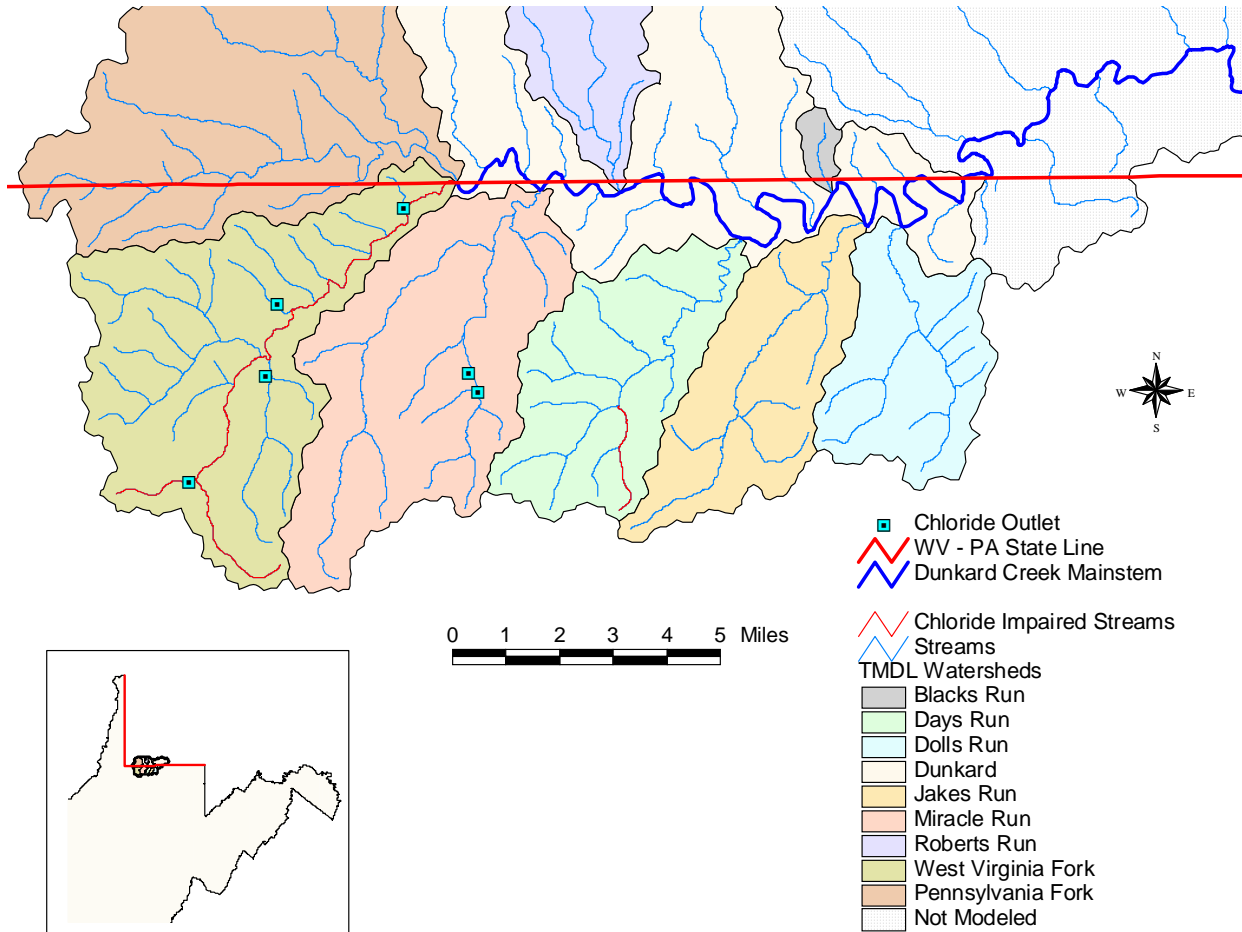 N
W E
S
Chloride Outlet
WV - PA State Line
Dunkard Creek Mainstem
Chloride Impaired Streams
Streams
TMDL Watersheds
Blacks Run
Days Run
Dolls Run
Dunkard
Jakes Run
Miracle Run
Roberts Run
West Virginia Fork
Pennsylvania Fork
Not Modeled
0 1 2 3 4 5 Miles